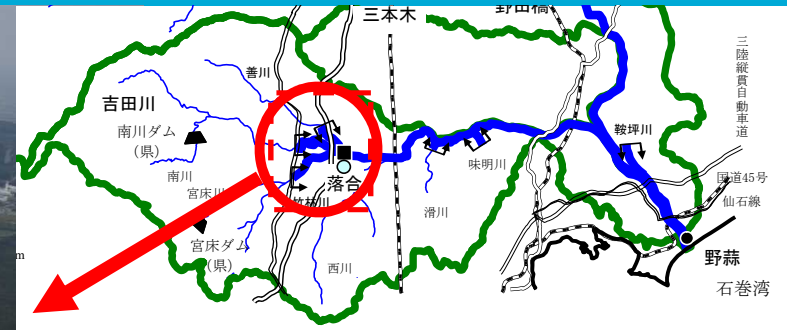 三本木
野田橋
三陸縦貫自動車道
善川
吉田川
南川ダム
(県)
鞍坪川
味明川
南川
宮床川
落合
竹林川
国道45号
仙石線
滑川
宮床ダム
(県)
西川
野蒜
石巻湾
m